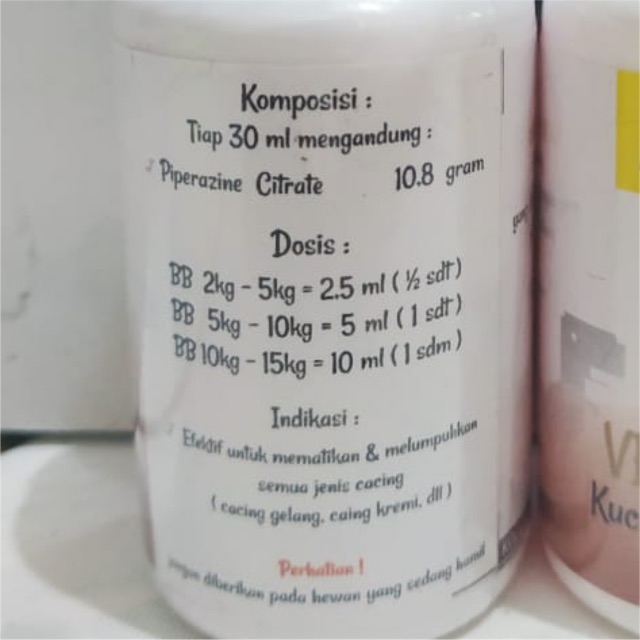 Komposisi :
Tiap 30 ml mengandung :
Piperazine Citrate 10.8 gram
Dosis :
BB 2kg - 5kg = 2.5 ml ( ½ sdt )
BB 5kg - 10kg = 5 ml ( 1 sdt )
BB 10kg - 15kg = 10 ml ( 1 sdm )
Indikasi :
Efektif untuk mematikan & melumpuhkan
semua jenis cacing
( cacing gelang, caing kremi, dll )
Perhatian !
diberikan pada hewan yang sedang hamil
Kuc